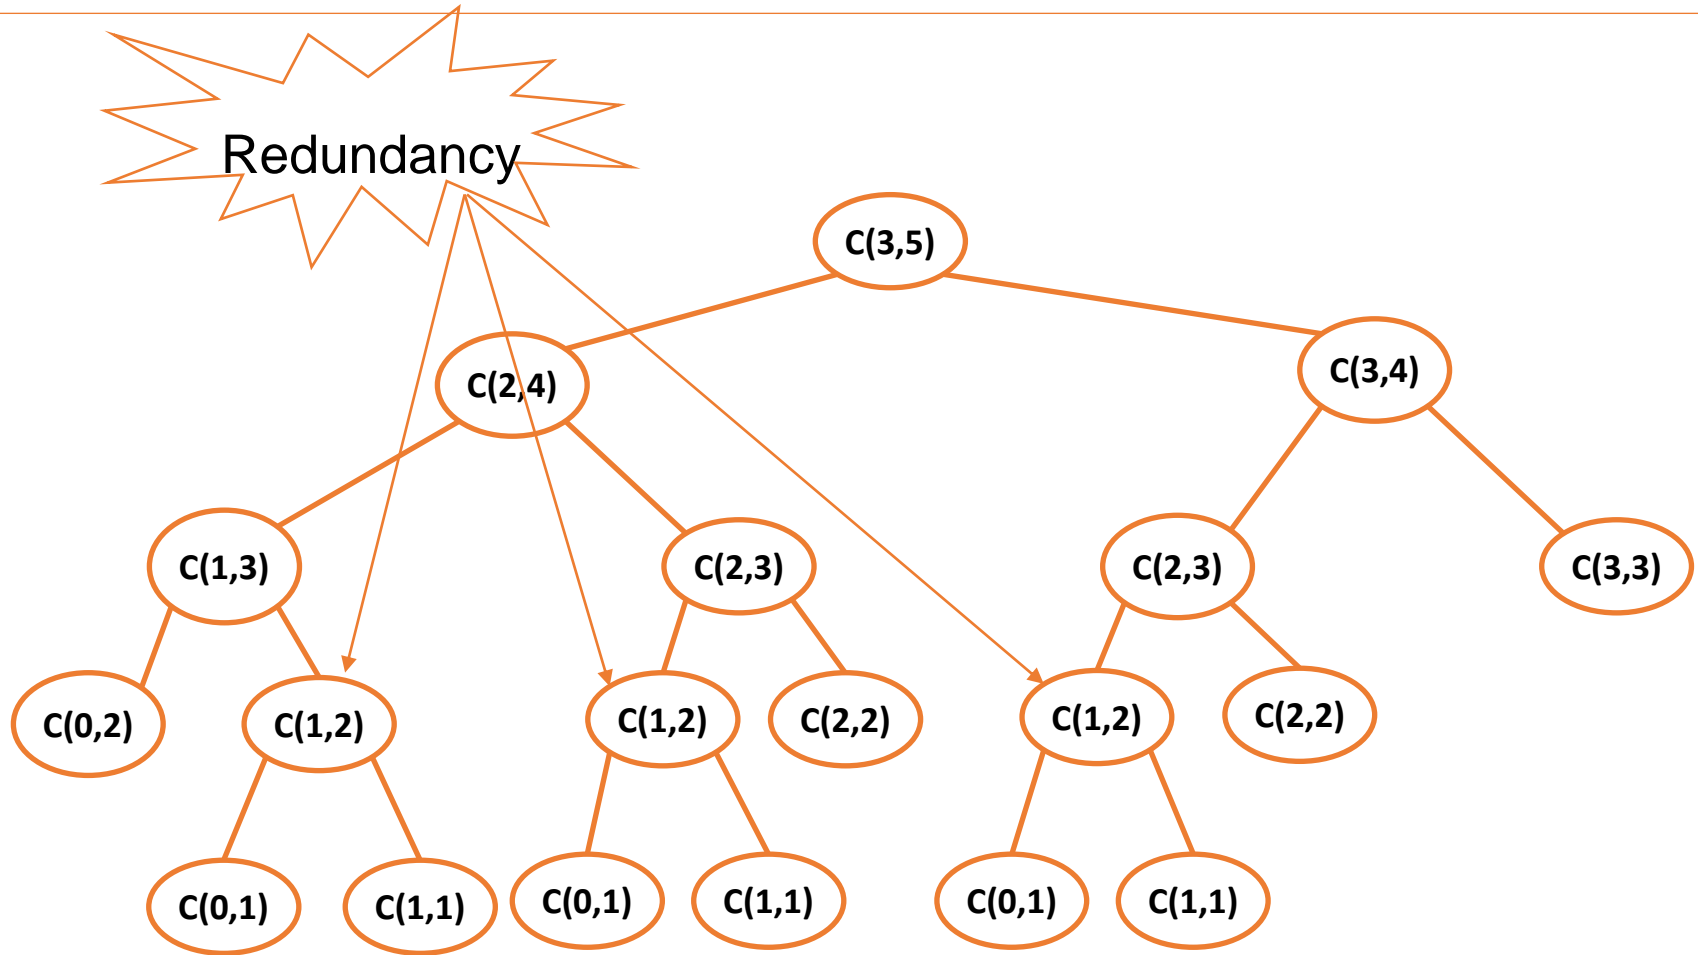 Redundancy
C(3,5)
C(2,4)
C(3,4)
C(1,3)
C(2,3)
C(2,3)
C(3,3)
C(0,2)
C(1,2)
C(1,2)
C(2,2)
C(1,2)
C(2,2)
C(0,1)
C(1,1)
C(0,1)
C(1,1)
C(0,1)
C(1,1)